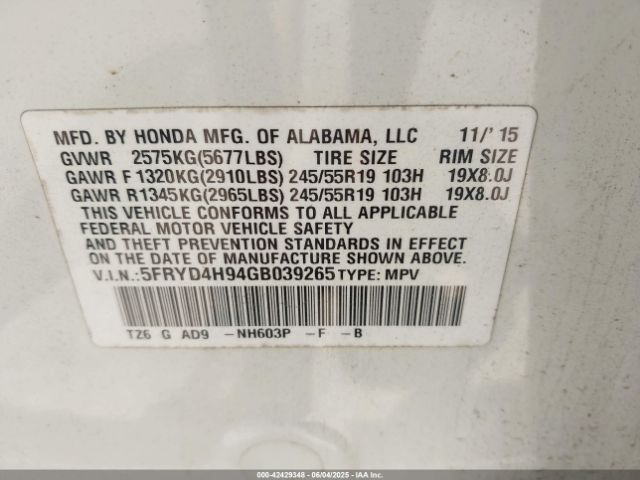 MFD. BY HONDA MFG. OF ALABAMA, LLC 11/' 15
GVWR 2575KG(5677LBS) TIRE SIZE RIM SIZE
GAWR F 1320KG(2910LBS) 245/55R19 103H 19X8.0J
GAWR R1345KG(2965LBS) 245/55R19 103H 19X8.0J
THIS VEHICLE CONFORMS TO ALL APPLICABLE
FEDERAL MOTOR VEHICLE SAFETY
AND THEFT PREVENTION STANDARDS IN EFFECT
ON THE DATE OF MANUFACTURE SHOWN ABOVE.
V.I.N.:5FRYD4H94GB039265 TYPE: MPV
TZ6 G AD9 -NH603P -F -B
000-42429348 | 06/04/2025 | IAAI.COM